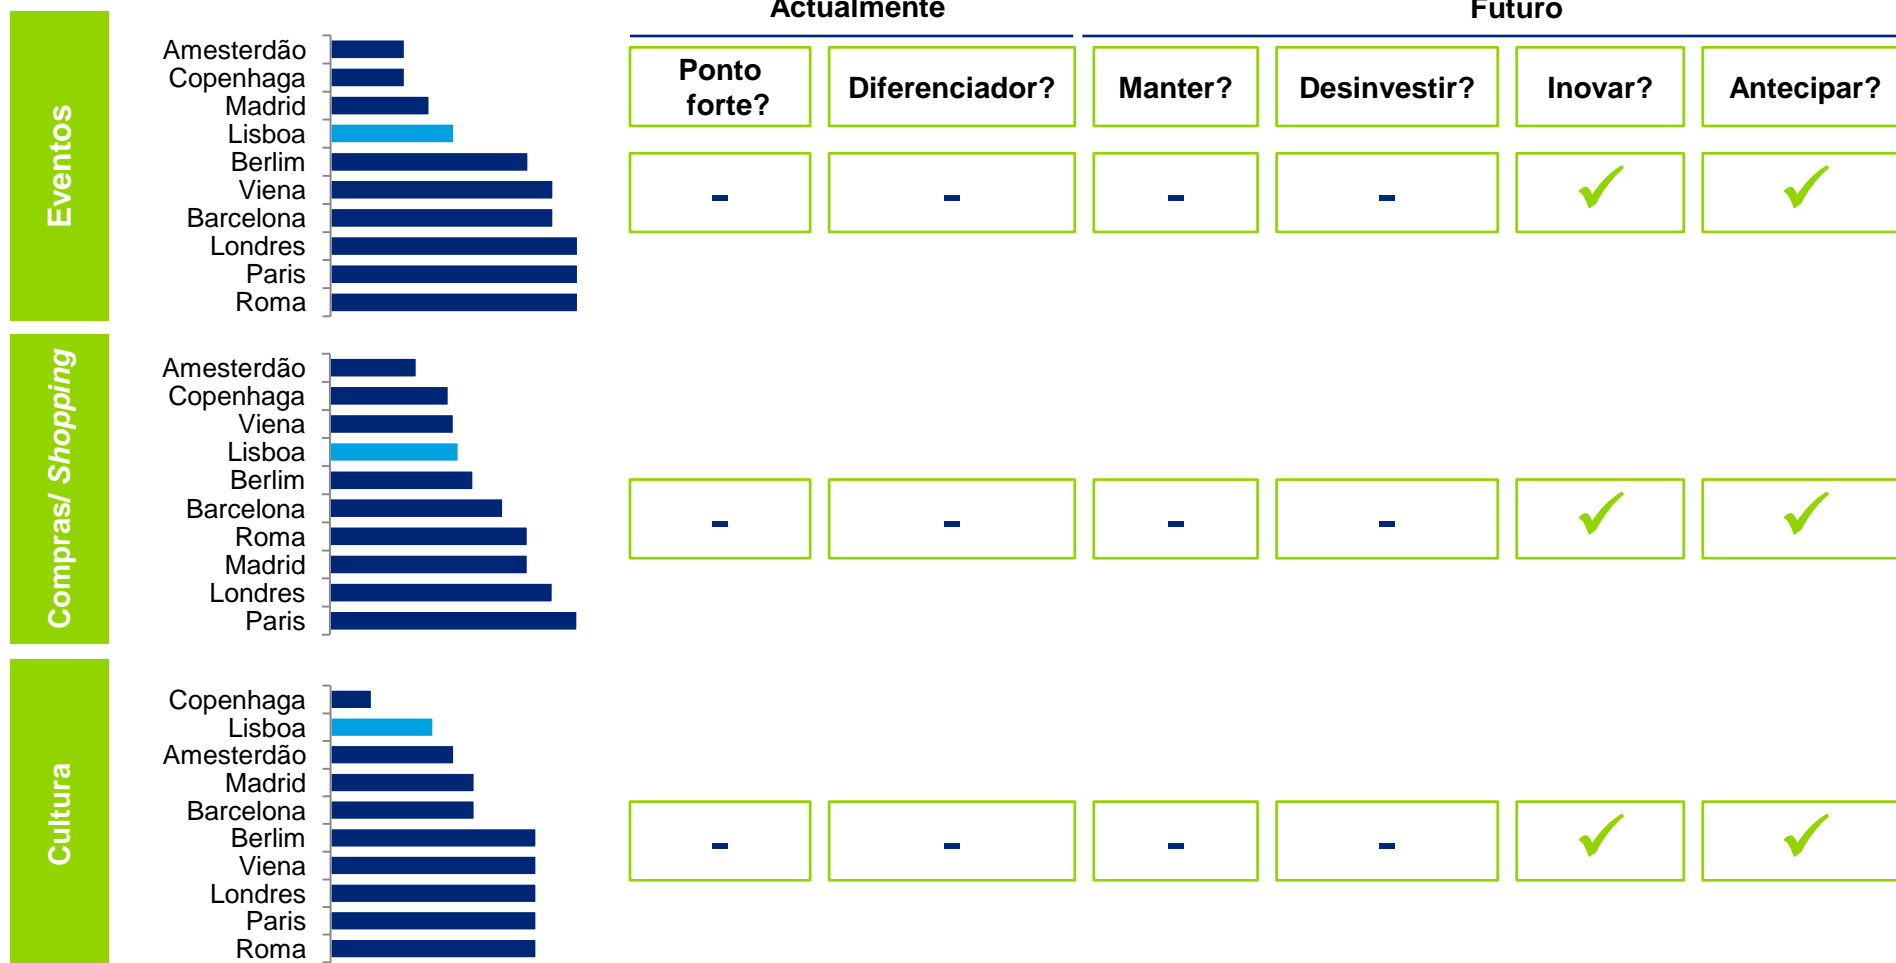 Actualmente
Futuro
Ponto forte?
Diferenciador?
Manter?
Desinvestir?
Inovar?
Antecipar?
Eventos
Amesterdão
Copenhaga
Madrid
Lisboa
Berlim
Viena
Barcelona
Londres
Paris
Roma
- - - - ✓ ✓
Compras/ Shopping
Amesterdão
Copenhaga
Viena
Lisboa
Berlim
Barcelona
Roma
Madrid
Londres
Paris
- - - - ✓ ✓
Cultura
Copenhaga
Lisboa
Amesterdão
Madrid
Barcelona
Berlim
Viena
Londres
Paris
Roma
- - - - ✓ ✓